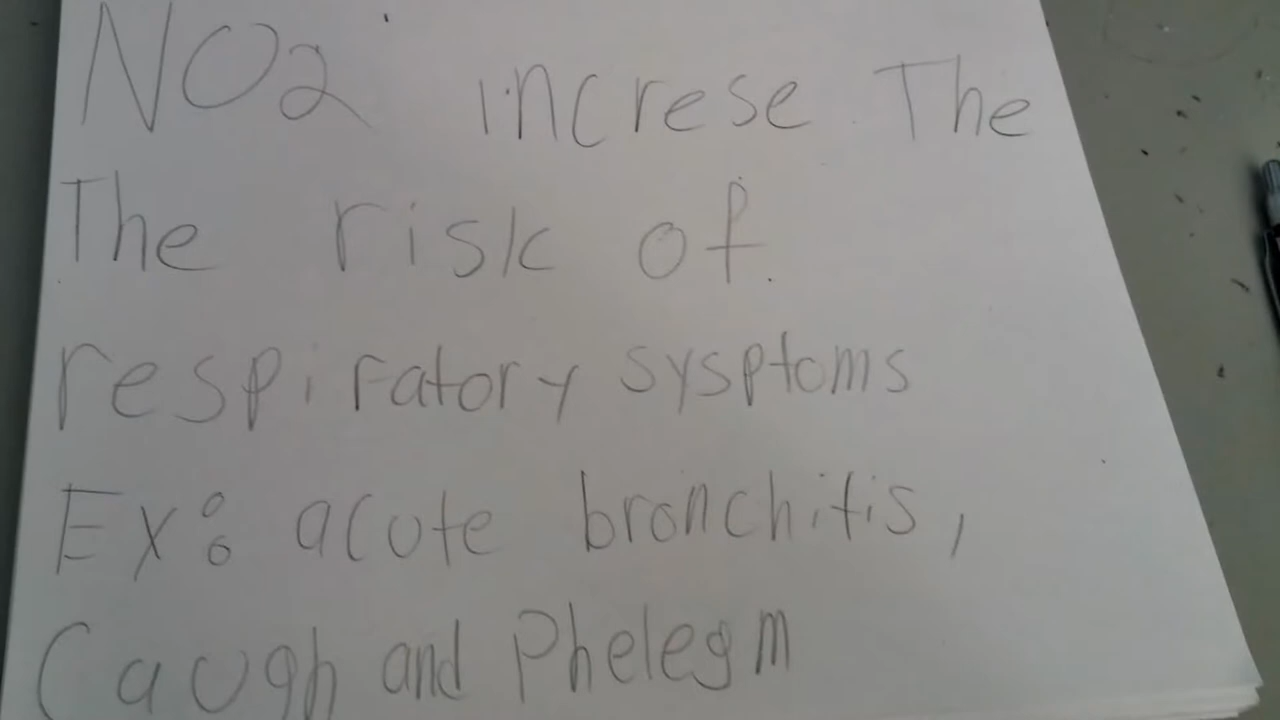 NO2 increse The
The risk of
respiratory sysptoms
Ex: acute bronchitis,
Caugh and Phelegm